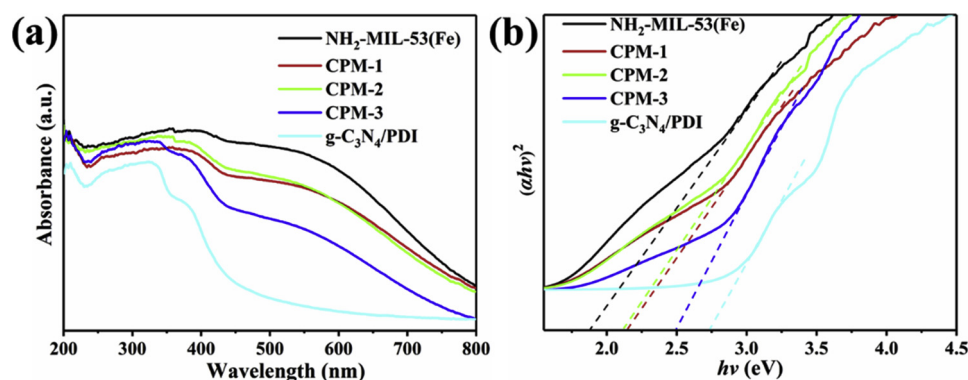 (a)
NH₂-MIL-53(Fe)
CPM-1
CPM-2
CPM-3
g-C₃N₄/PDI
Absorbance (a.u.)
200 300 400 500 600 700 800
Wavelength (nm)
(b)
NH₂-MIL-53(Fe)
CPM-1
CPM-2
CPM-3
g-C₃N₄/PDI
(ahv)²
2.0 2.5 3.0 3.5 4.0 4.5
hv (eV)